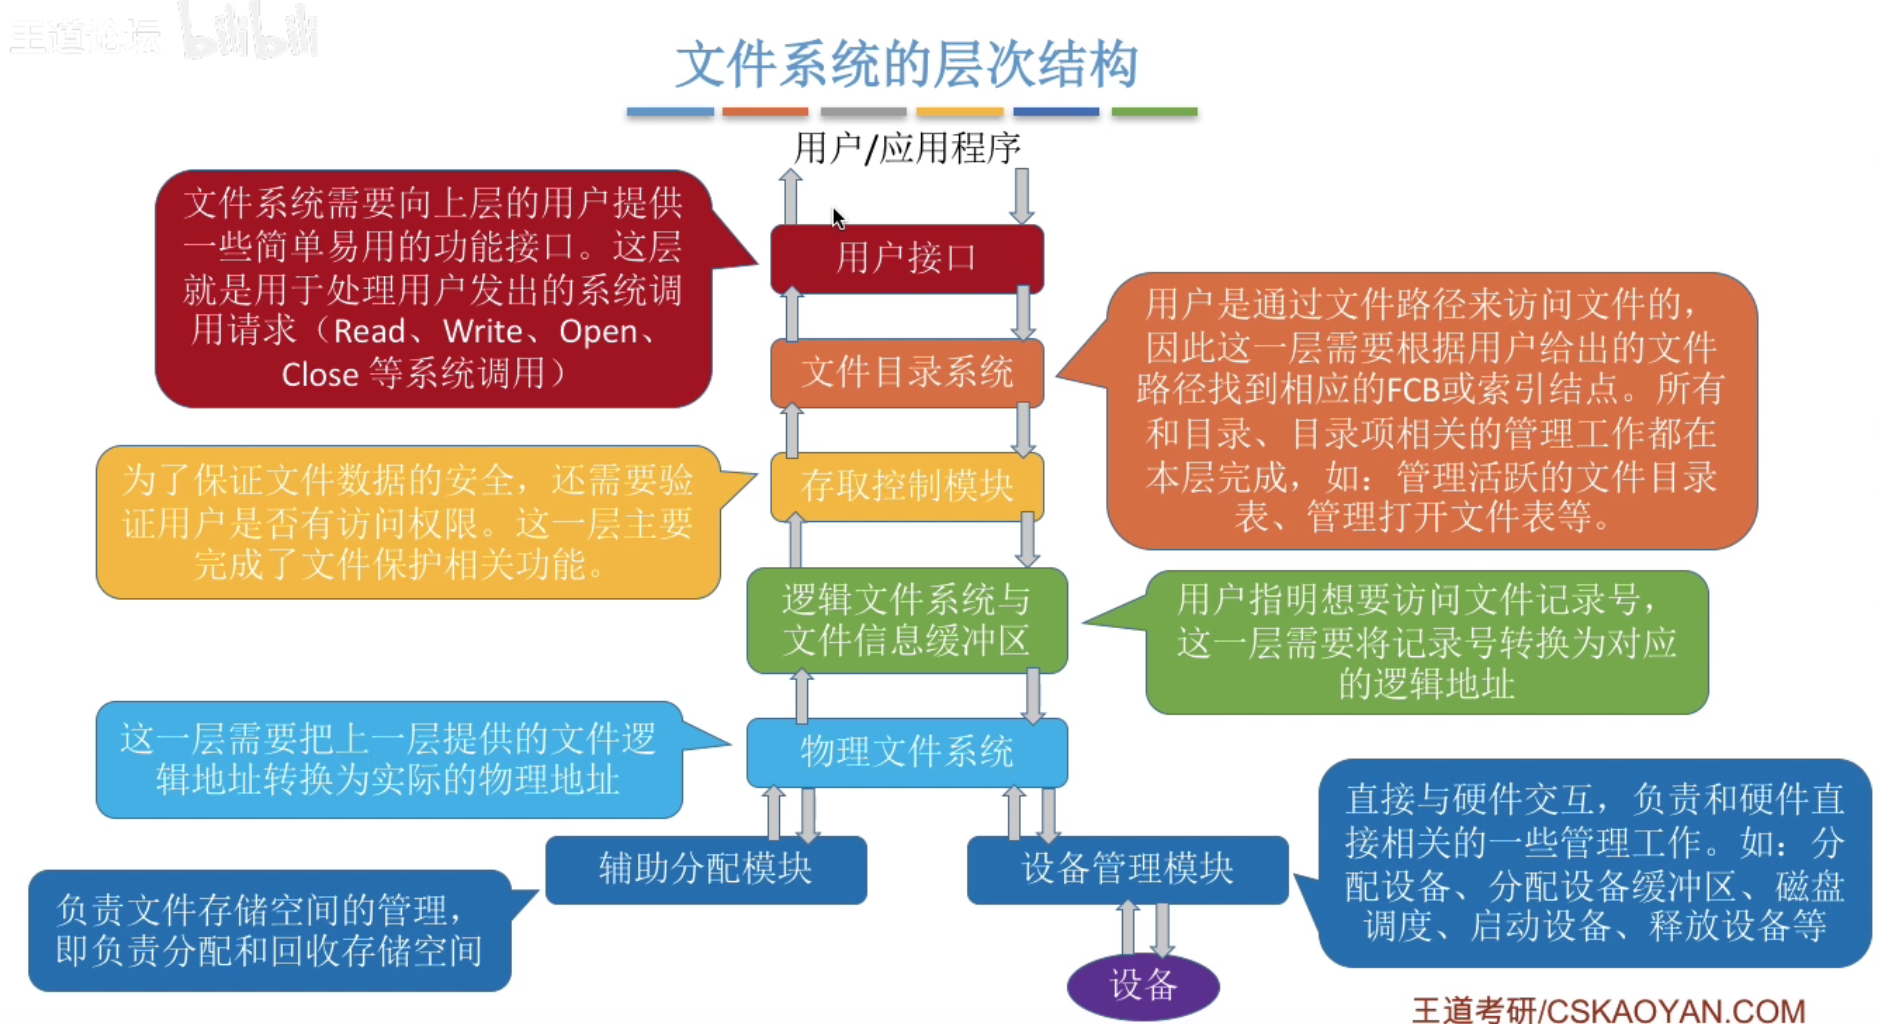 王道论坛 bilibili
文件系统的层次结构
用户/应用程序
文件系统需要向上层的用户提供
一些简单易用的功能接口。这层
就是用于处理用户发出的系统调
用请求（Read、Write、Open、
Close 等系统调用）
用户接口
用户是通过文件路径来访问文件的，
因此这一层需要根据用户给出的文件
路径找到相应的FCB或索引结点。所有
和目录、目录项相关的管理工作都在
本层完成，如：管理活跃的文件目录
表、管理打开文件表等。
文件目录系统
为了保证文件数据的安全，还需要验
证用户是否有访问权限。这一层主要
完成了文件保护相关功能。
存取控制模块
逻辑文件系统与
文件信息缓冲区
用户指明想要访问文件记录号，
这一层需要将记录号转换为对应
的逻辑地址
这一层需要把上一层提供的文件逻
辑地址转换为实际的物理地址
物理文件系统
辅助分配模块
设备管理模块
直接与硬件交互，负责和硬件直
接相关的一些管理工作。如：分
配设备、分配设备缓冲区、磁盘
调度、启动设备、释放设备等
负责文件存储空间的管理，
即负责分配和回收存储空间
设备
王道考研/CSKAOYAN.COM